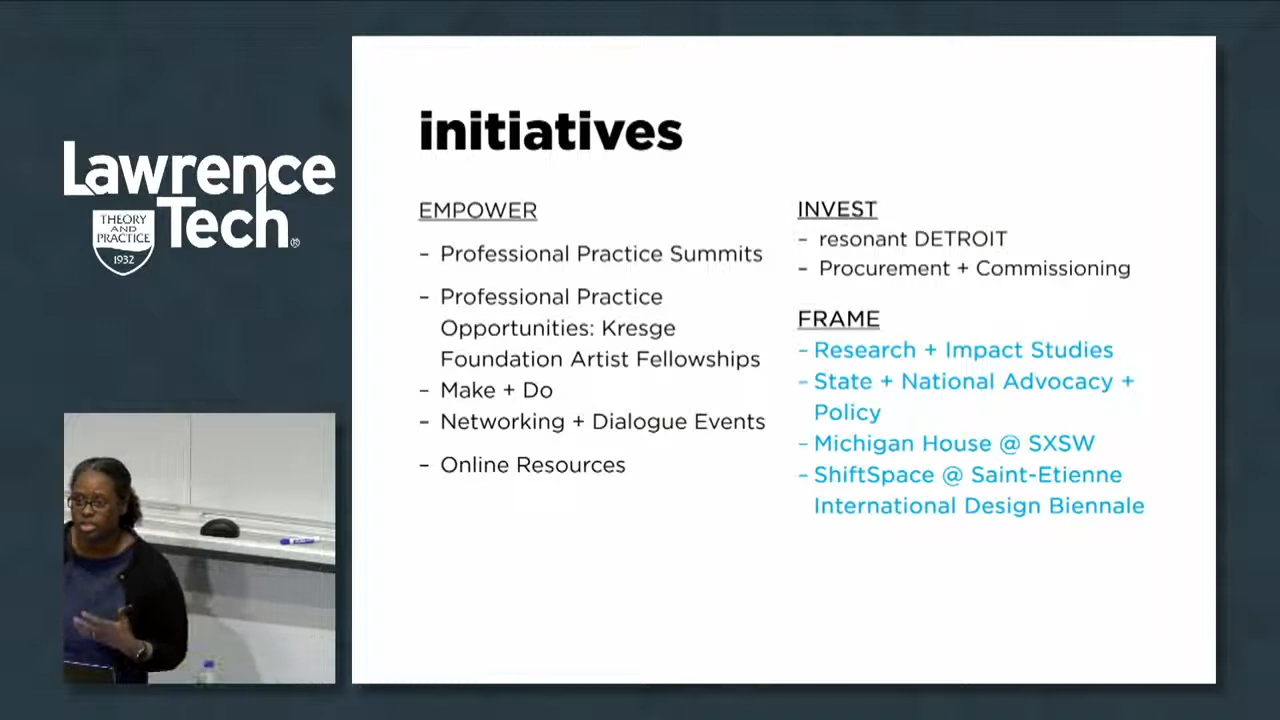 Lawrence
Tech®
THEORY
AND
PRACTICE
1932
initiatives
EMPOWER
– Professional Practice Summits
– Professional Practice
Opportunities: Kresge
Foundation Artist Fellowships
– Make + Do
– Networking + Dialogue Events
– Online Resources
INVEST
– resonant DETROIT
– Procurement + Commissioning
FRAME
– Research + Impact Studies
– State + National Advocacy +
Policy
– Michigan House @ SXSW
– ShiftSpace @ Saint-Etienne
International Design Biennale